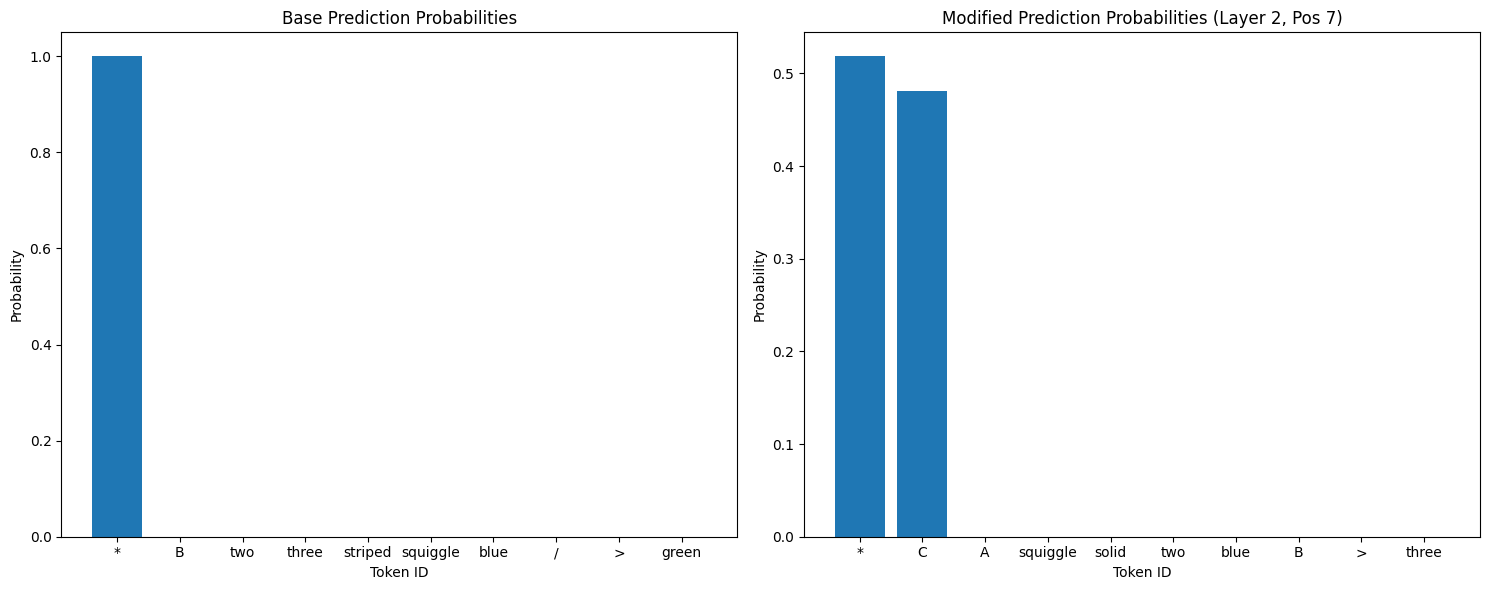 Base Prediction Probabilities
Probability
1.0
0.8
0.6
0.4
0.2
0.0
* B two three striped squiggle blue / > green
Token ID
Modified Prediction Probabilities (Layer 2, Pos 7)
Probability
0.5
0.4
0.3
0.2
0.1
0.0
* C A squiggle solid two blue B > three
Token ID